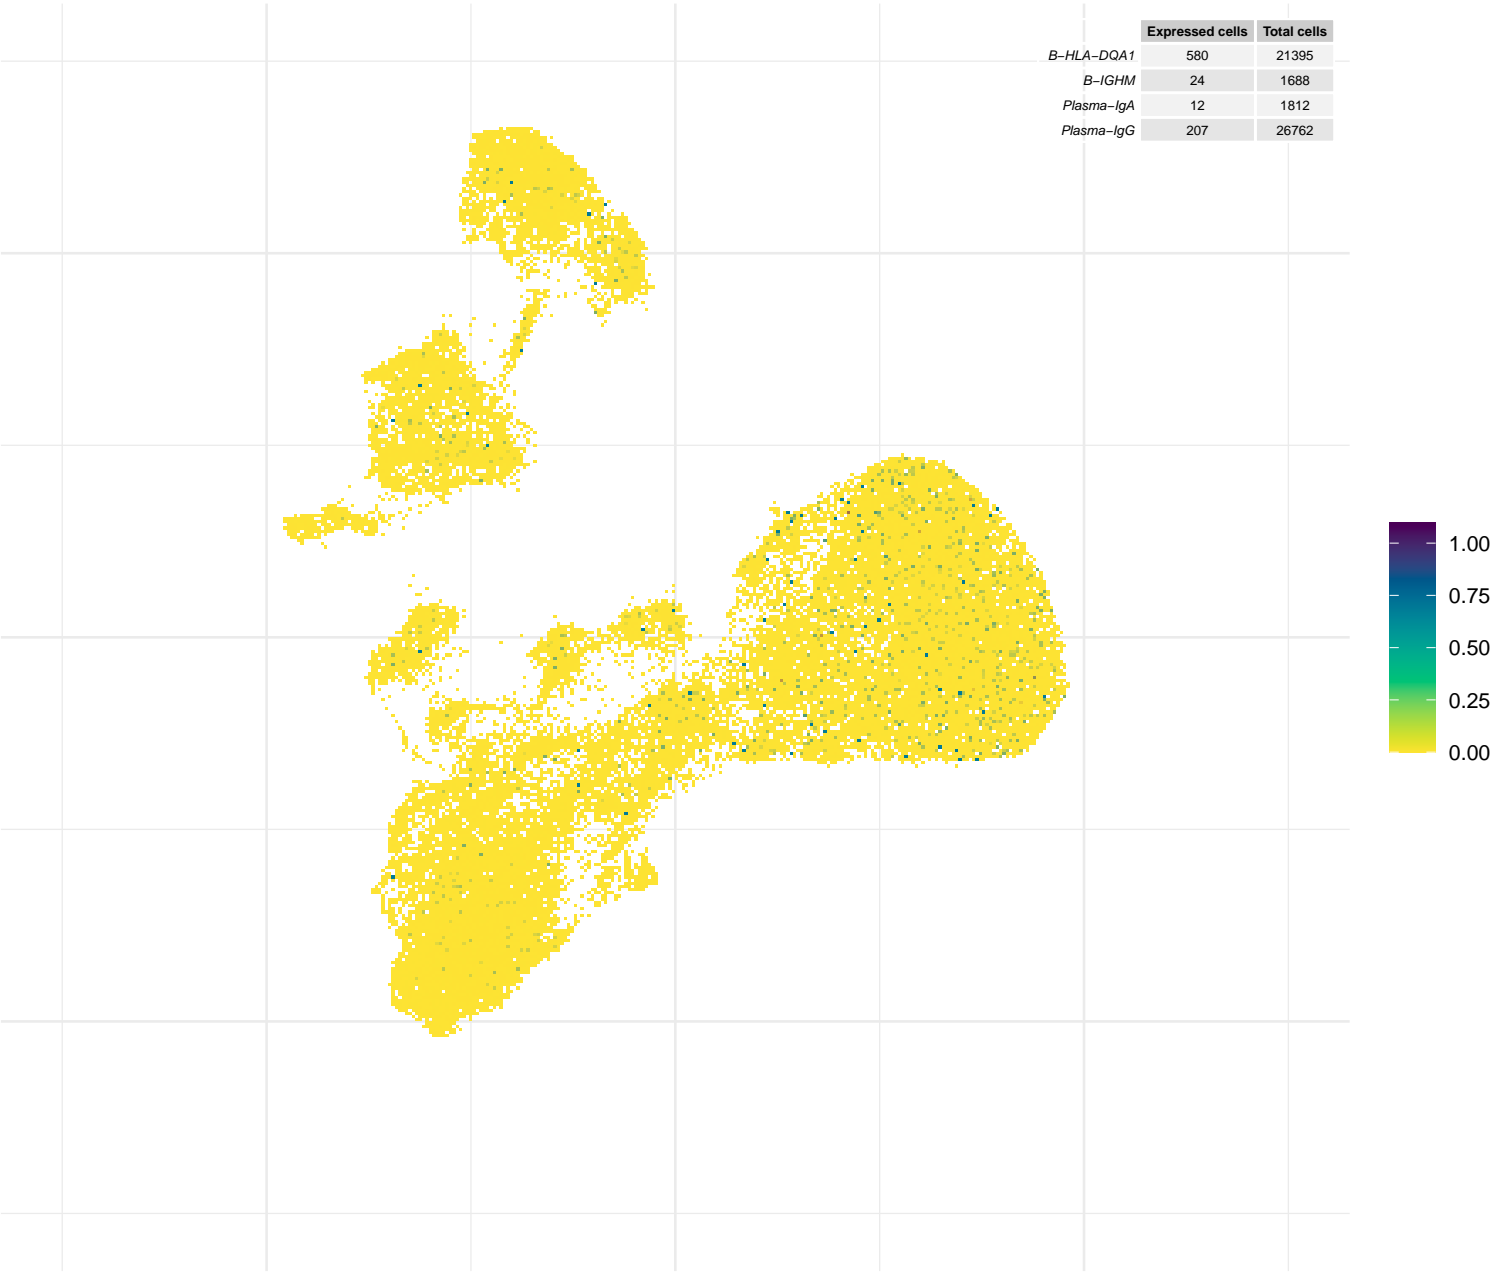 Expressed cells Total cells
B−HLA−DQA1 580 21395
B−IGHM 24 1688
Plasma−IgA 12 1812
Plasma−IgG 207 26762
1.00
0.75
0.50
0.25
0.00